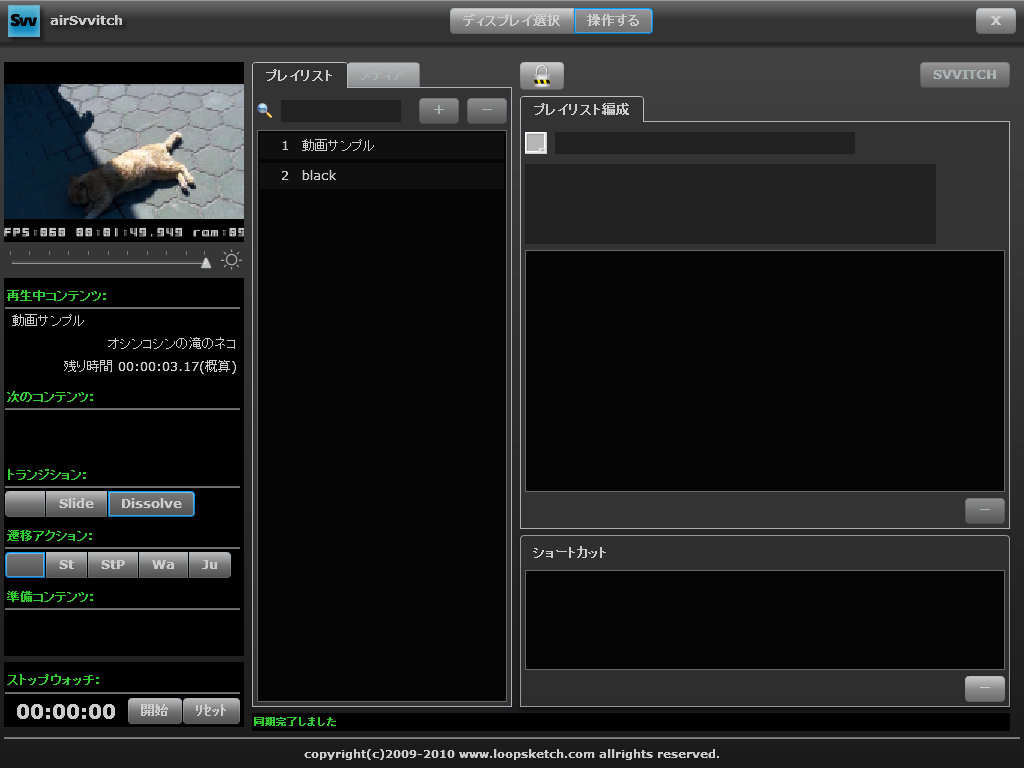 Svv airSvvitch
ディスプレイ選択 操作する
X
プレイリスト メディア
SVVITCH
+ −
プレイリスト編成
1 動画サンプル
2 black
FPS:060 00:01:49.949 ram:09
再生中コンテンツ:
動画サンプル
オシンコシンの滝のネコ
残り時間 00:00:03.17(概算)
次のコンテンツ:
トランジション:
Slide Dissolve
遷移アクション:
St StP Wa Ju
準備コンテンツ:
−
ショートカット
ストップウォッチ:
00:00:00 開始 リセット
−
同期完了しました
copyright(c)2009-2010 www.loopsketch.com allrights reserved.